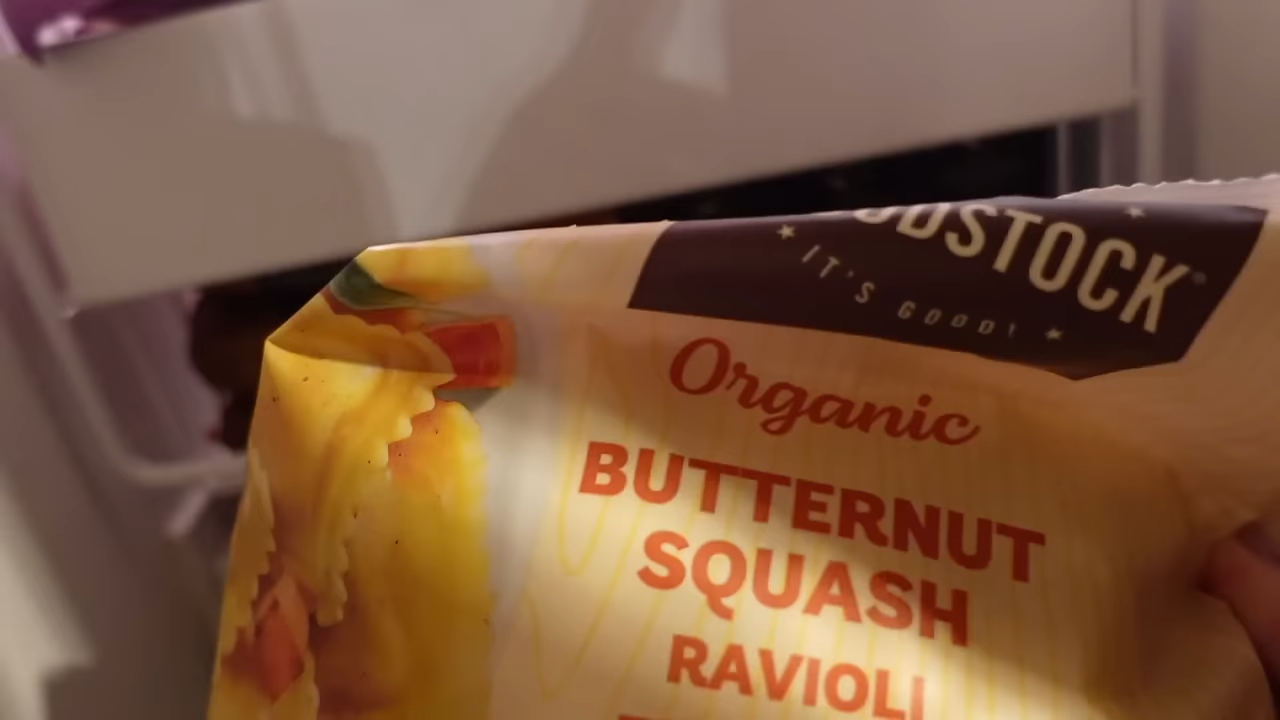 ODSTOCK
IT'S GOOD!
Organic
BUTTERNUT
SQUASH
RAVIOLI